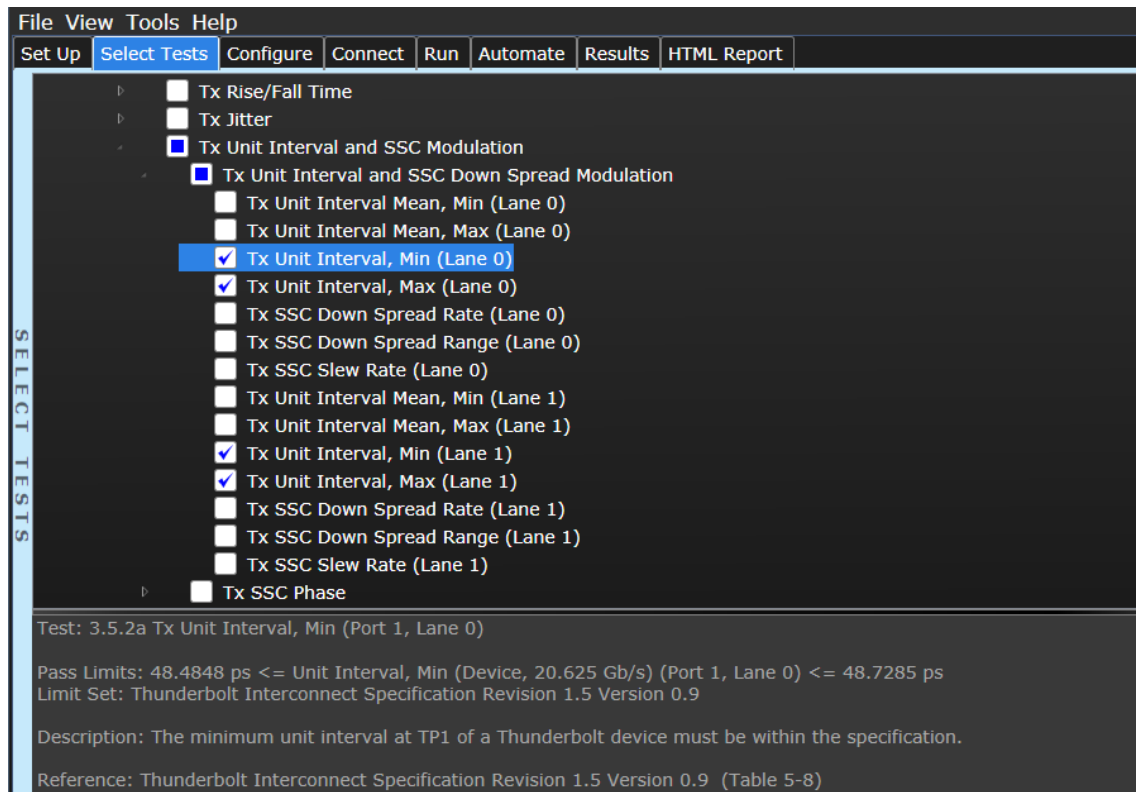 File View Tools Help
Set Up Select Tests Configure Connect Run Automate Results HTML Report
Tx Rise/Fall Time
Tx Jitter
Tx Unit Interval and SSC Modulation
Tx Unit Interval and SSC Down Spread Modulation
Tx Unit Interval Mean, Min (Lane 0)
Tx Unit Interval Mean, Max (Lane 0)
Tx Unit Interval, Min (Lane 0)
Tx Unit Interval, Max (Lane 0)
Tx SSC Down Spread Rate (Lane 0)
Tx SSC Down Spread Range (Lane 0)
Tx SSC Slew Rate (Lane 0)
Tx Unit Interval Mean, Min (Lane 1)
Tx Unit Interval Mean, Max (Lane 1)
Tx Unit Interval, Min (Lane 1)
Tx Unit Interval, Max (Lane 1)
Tx SSC Down Spread Rate (Lane 1)
Tx SSC Down Spread Range (Lane 1)
Tx SSC Slew Rate (Lane 1)
Tx SSC Phase
SELECT TESTS
Test: 3.5.2a Tx Unit Interval, Min (Port 1, Lane 0)
Pass Limits: 48.4848 ps <= Unit Interval, Min (Device, 20.625 Gb/s) (Port 1, Lane 0) <= 48.7285 ps
Limit Set: Thunderbolt Interconnect Specification Revision 1.5 Version 0.9
Description: The minimum unit interval at TP1 of a Thunderbolt device must be within the specification.
Reference: Thunderbolt Interconnect Specification Revision 1.5 Version 0.9 (Table 5-8)